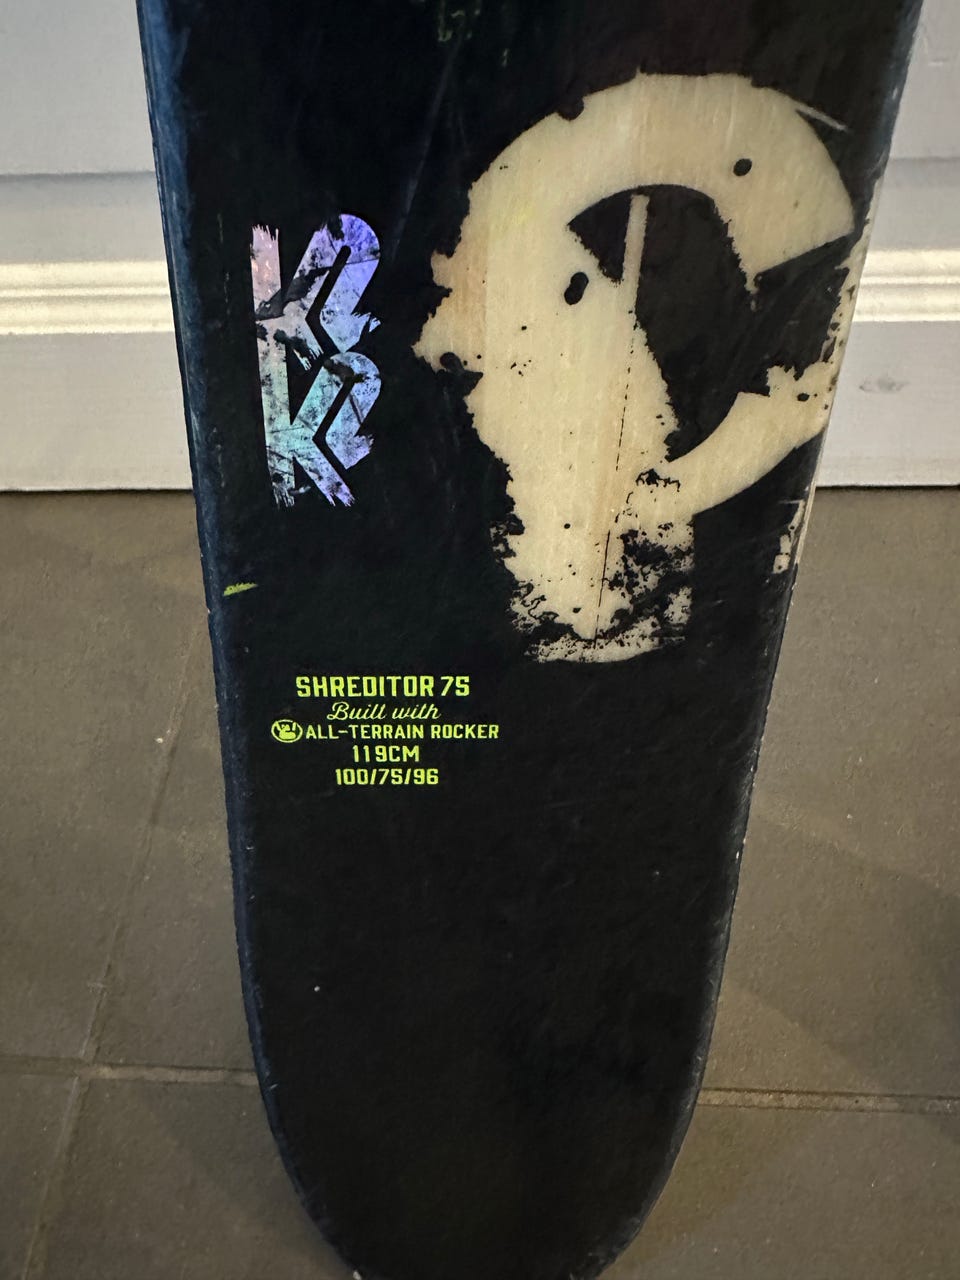 K2
SHREDITOR 75
Built with
ALL-TERRAIN ROCKER
119CM
100/75/96